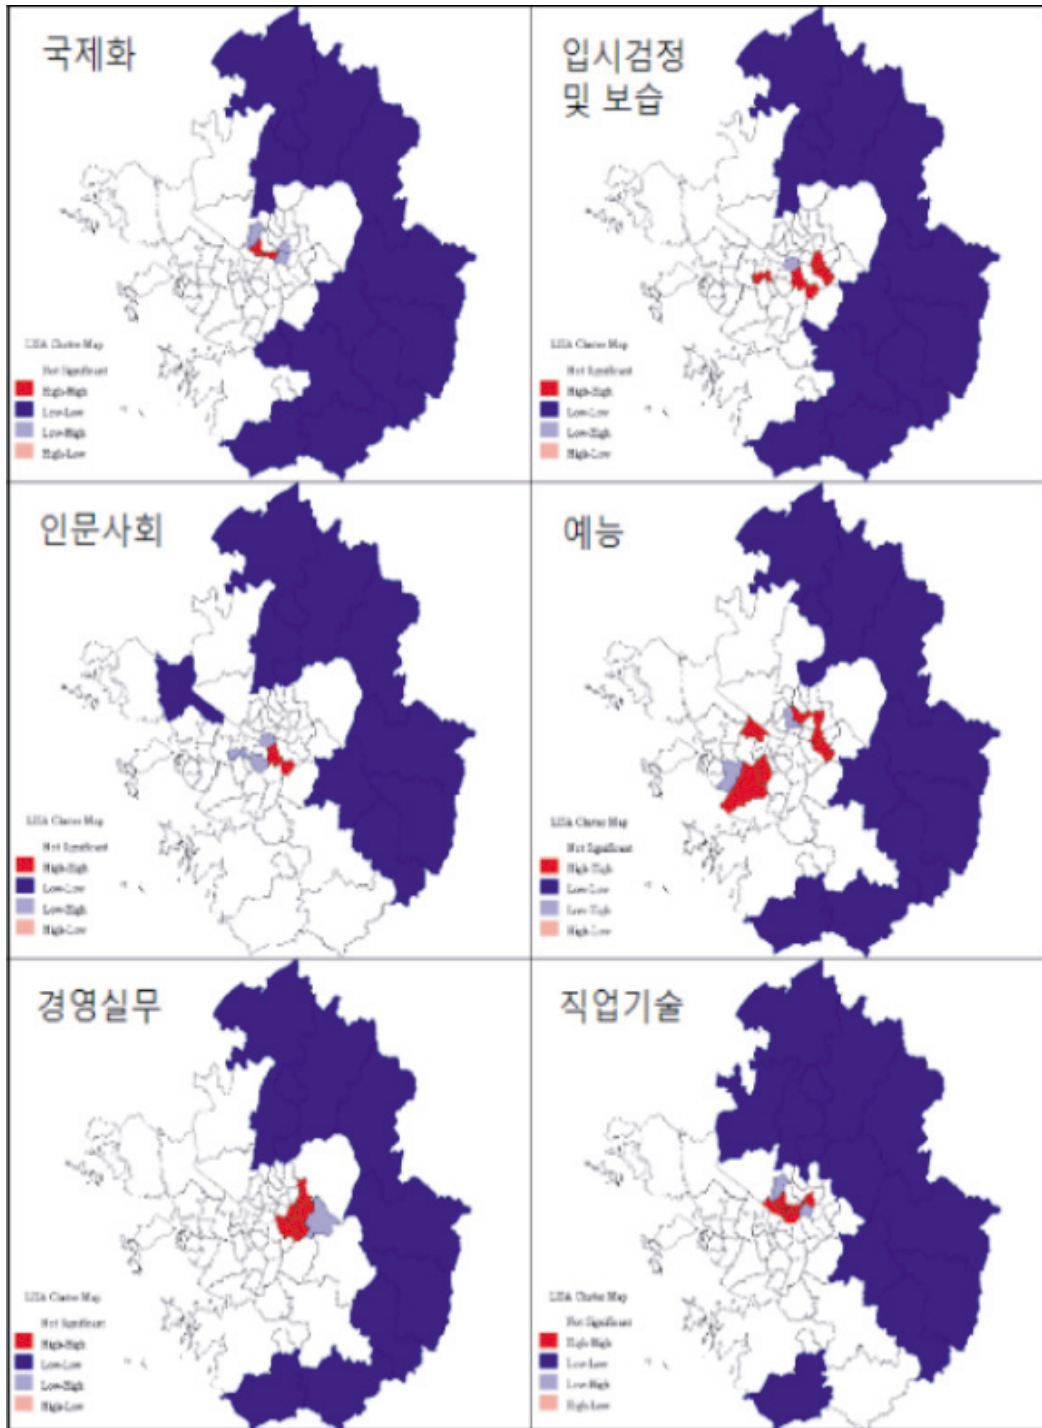 국제화
LISA Cluster Map
Not Significant
High-High
Low-Low
Low-High
High-Low
입시검정
및 보습
LISA Cluster Map
Not Significant
High-High
Low-Low
Low-High
High-Low
인문사회
LISA Cluster Map
Not Significant
High-High
Low-Low
Low-High
High-Low
예능
LISA Cluster Map
Not Significant
High-High
Low-Low
Low-High
High-Low
경영실무
LISA Cluster Map
Not Significant
High-High
Low-Low
Low-High
High-Low
직업기술
LISA Cluster Map
Not Significant
High-High
Low-Low
Low-High
High-Low